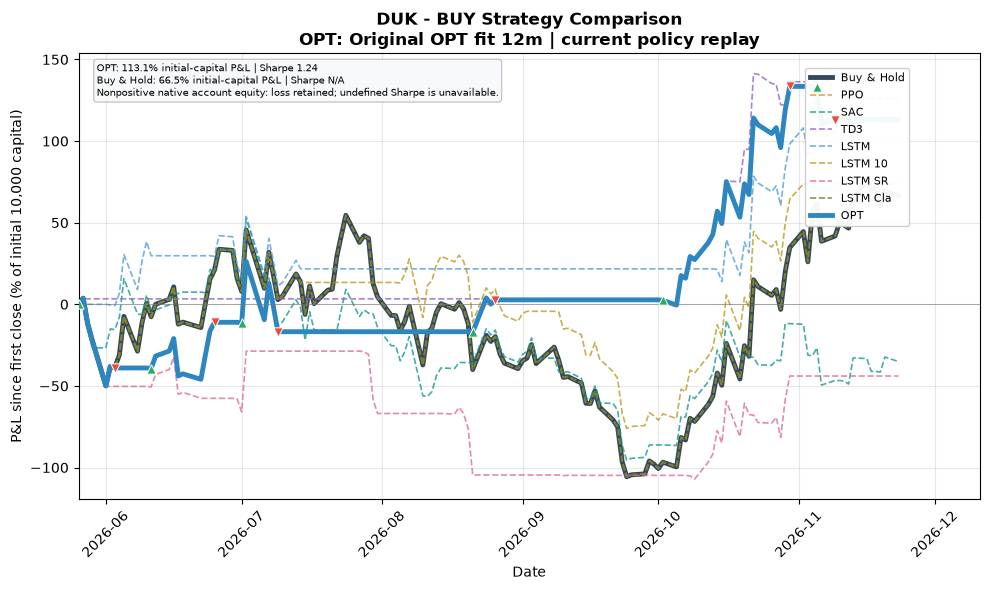 DUK - BUY Strategy Comparison
OPT: Original OPT fit 12m | current policy replay
OPT: 113.1% initial-capital P&L | Sharpe 1.24
Buy & Hold: 66.5% initial-capital P&L | Sharpe N/A
Nonpositive native account equity: loss retained; undefined Sharpe is unavailable.
Buy & Hold
PPO
SAC
TD3
LSTM
LSTM 10
LSTM SR
LSTM Cla
OPT
P&L since first close (% of initial 10,000 capital)
150
100
50
0
−50
−100
2026-06
2026-07
2026-08
2026-09
2026-10
2026-11
2026-12
Date